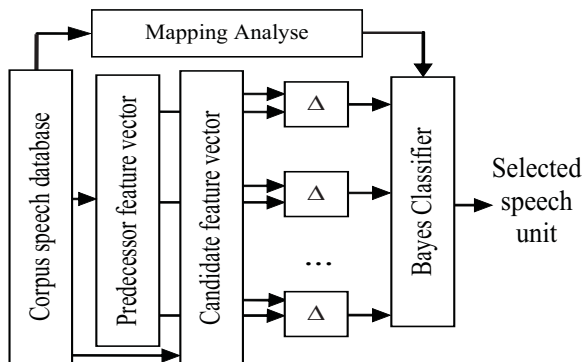 Mapping Analyse
Corpus speech database
Predecessor feature vector
Candidate feature vector
Δ
Δ
...
Δ
Bayes Classifier
Selected
speech
unit